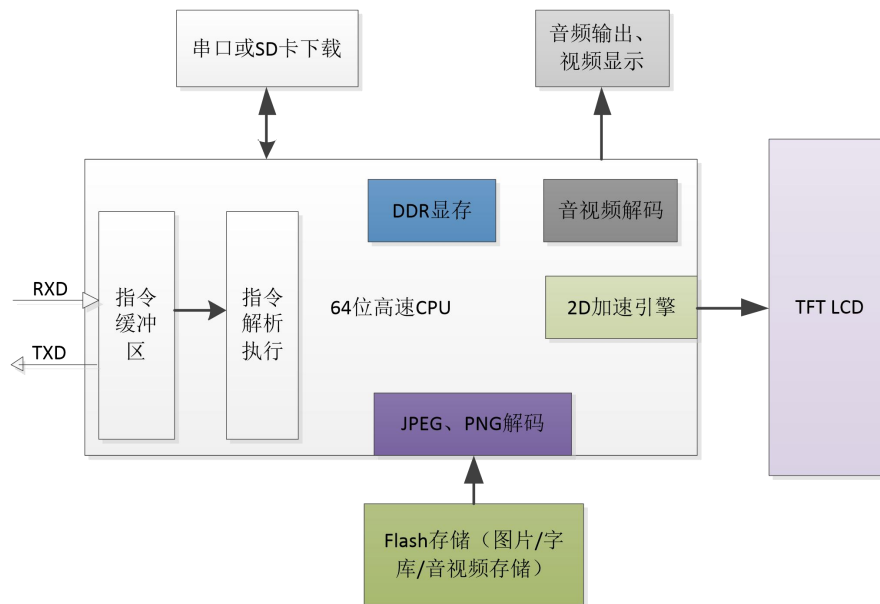 串口或SD卡下载
音频输出、
视频显示
DDR显存
音视频解码
RXD
TXD
指令
缓冲
区
指令
解析
执行
64位高速CPU
2D加速引擎
TFT LCD
JPEG、PNG解码
Flash存储（图片/字
库/音视频存储）